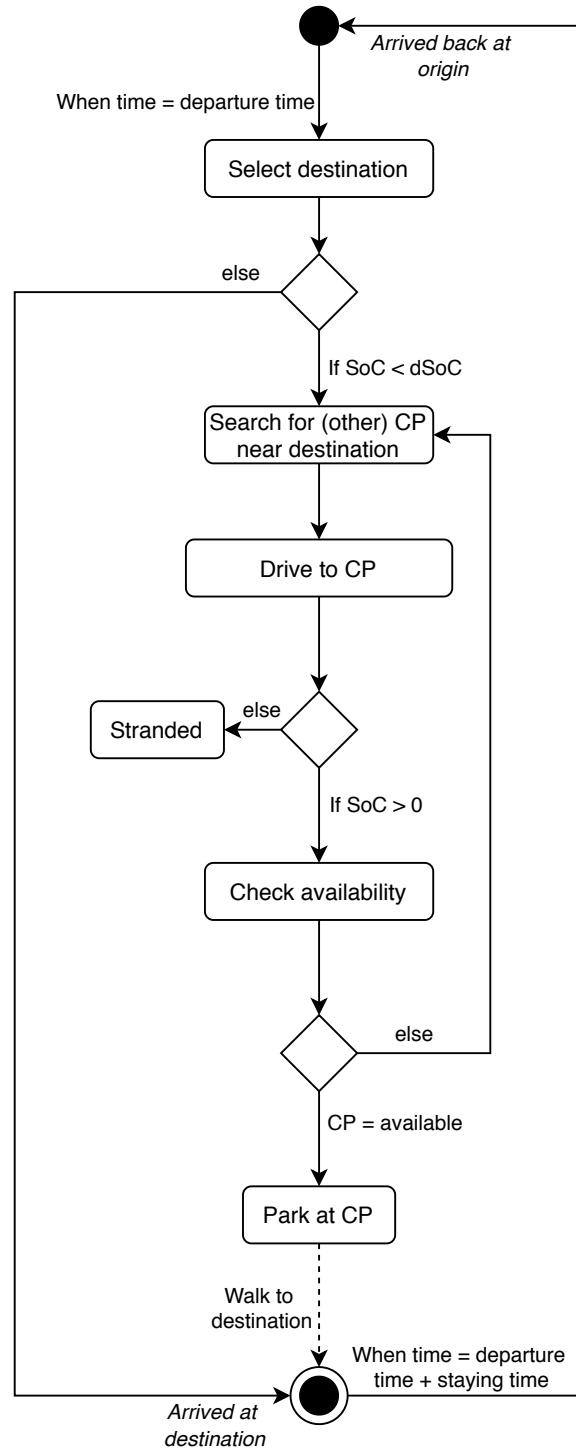 Arrived back at
origin
When time = departure time
Select destination
else
If SoC < dSoC
Search for (other) CP
near destination
Drive to CP
else
Stranded
If SoC > 0
Check availability
else
CP = available
Park at CP
Walk to
destination
When time = departure
time + staying time
Arrived at
destination